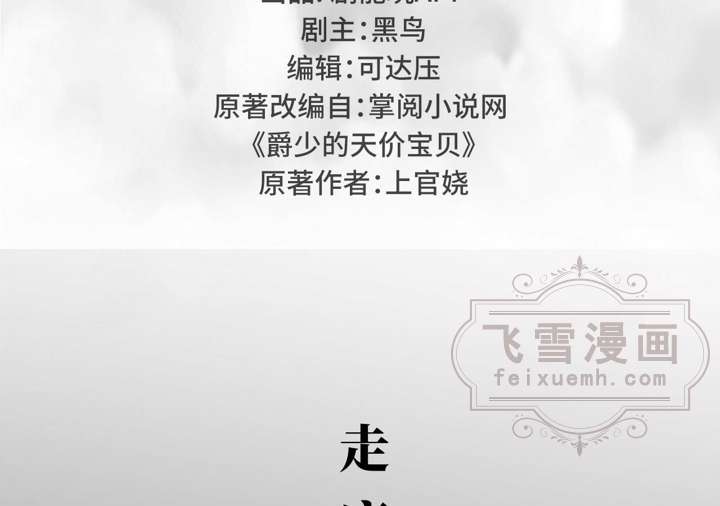 剧主：黑鸟
编辑：可达压
原著改编自：掌阅小说网
《爵少的天价宝贝》
原著作者：上官娆
飞雪漫画
feixuemh.com
走